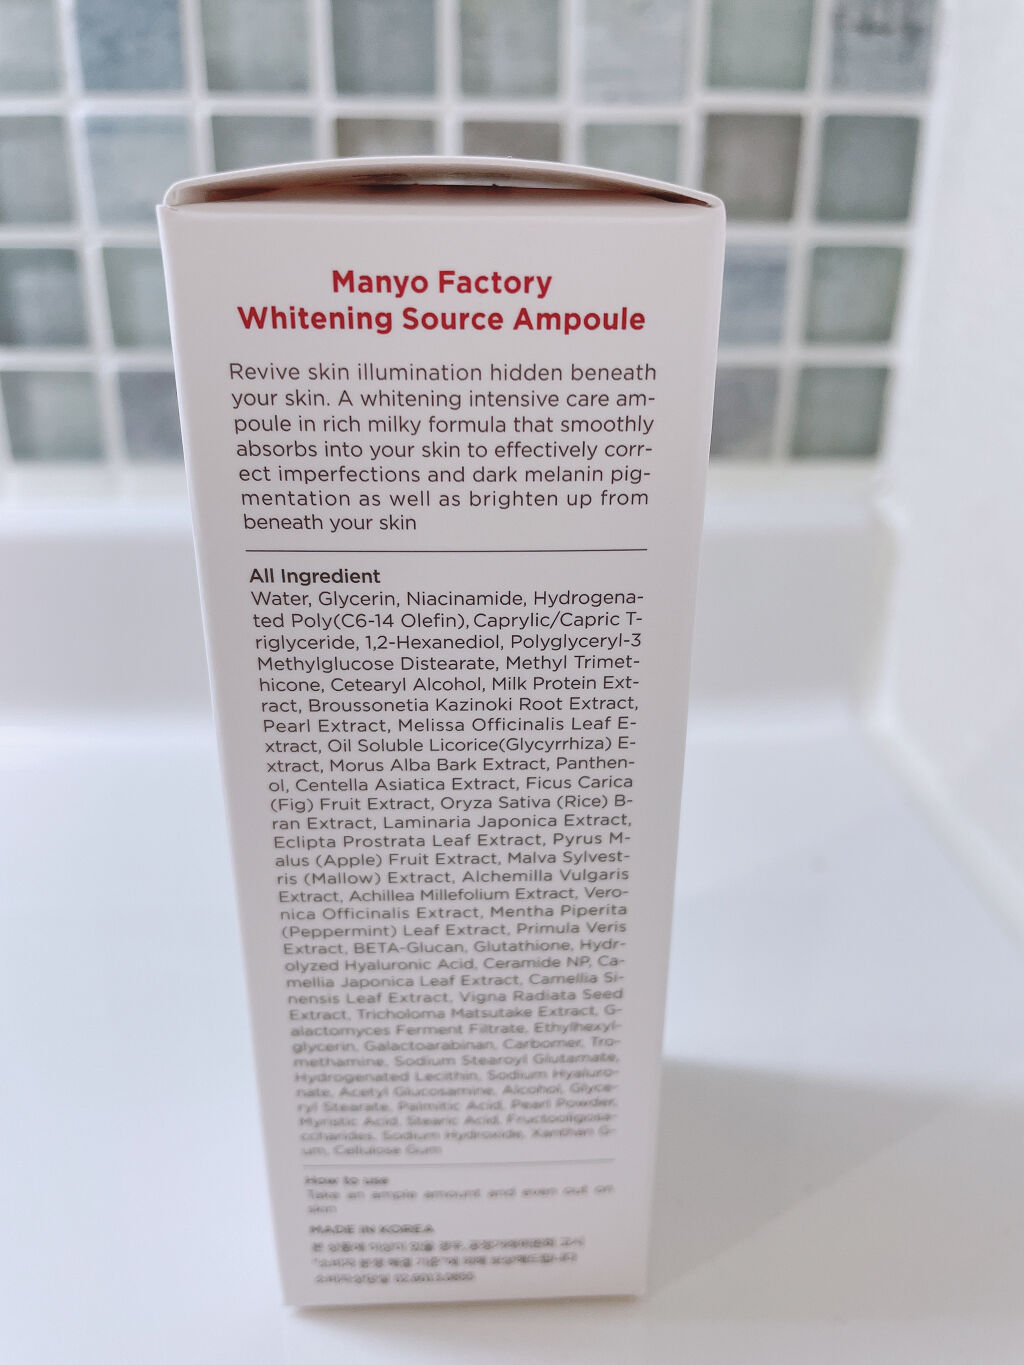 Manyo Factory
Whitening Source Ampoule
Revive skin illumination hidden beneath
your skin. A whitening intensive care am-
poule in rich milky formula that smoothly
absorbs into your skin to effectively corr-
ect imperfections and dark melanin pig-
mentation as well as brighten up from
beneath your skin
All Ingredient
Water, Glycerin, Niacinamide, Hydrogena-
ted Poly(C6-14 Olefin), Caprylic/Capric T-
riglyceride, 1,2-Hexanediol, Polyglyceryl-3
Methylglucose Distearate, Methyl Trimet-
hicone, Cetearyl Alcohol, Milk Protein Ext-
ract, Broussonetia Kazinoki Root Extract,
Pearl Extract, Melissa Officinalis Leaf E-
xtract, Oil Soluble Licorice(Glycyrrhiza) E-
xtract, Morus Alba Bark Extract, Panthen-
ol, Centella Asiatica Extract, Ficus Carica
(Fig) Fruit Extract, Oryza Sativa (Rice) B-
ran Extract, Laminaria Japonica Extract,
Eclipta Prostrata Leaf Extract, Pyrus M-
alus (Apple) Fruit Extract, Malva Sylvest-
ris (Mallow) Extract, Alchemilla Vulgaris
Extract, Achillea Millefolium Extract, Vero-
nica Officinalis Extract, Mentha Piperita
(Peppermint) Leaf Extract, Primula Veris
Extract, BETA-Glucan, Glutathione, Hydr-
olyzed Hyaluronic Acid, Ceramide NP, Ca-
mellia Japonica Leaf Extract, Camellia Si-
nensis Leaf Extract, Vigna Radiata Seed
Extract, Tricholoma Matsutake Extract, G-
alactomyces Ferment Filtrate, Ethylhexyl-
glycerin, Galactoarabinan, Carbomer, Tro-
methamine, Sodium Stearoyl Glutamate,
Hydrogenated Lecithin, Sodium Hyaluro-
nate, Acetyl Glucosamine, Alcohol, Glyce-
ryl Stearate, Palmitic Acid, Pearl Powder,
Myristic Acid, Stearic Acid, Fructooligosa-
ccharides, Sodium Hydroxide, Xanthan G-
um, Cellulose Gum
How to use
Take an ample amount and even out on
skin
MADE IN KOREA